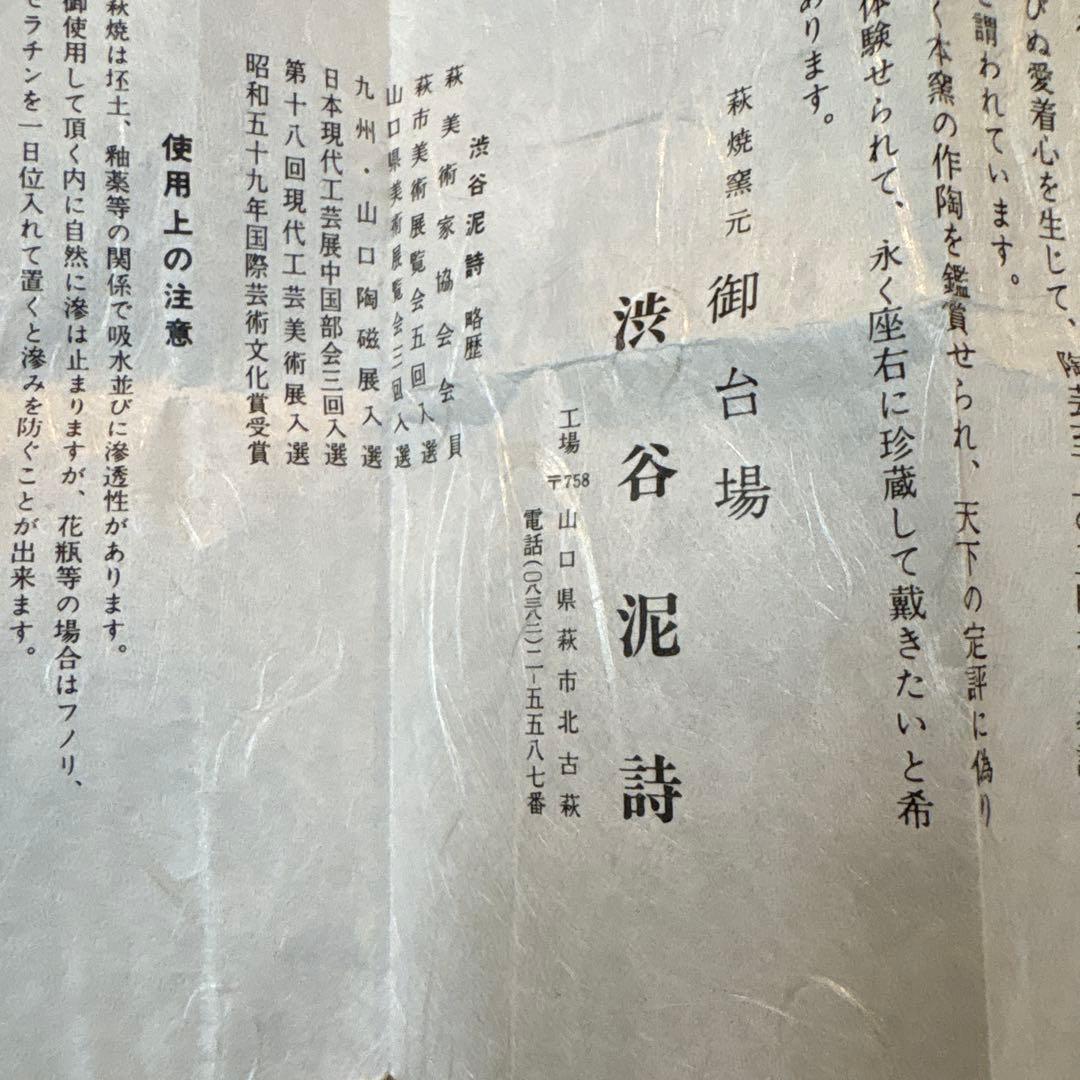 びぬ愛着心を生じて、
と謂われています。
く本窯の作陶を鑑賞せられ、天下の定評に偽り
体験せられて、永く座右に珍蔵して戴きたいと希
あります。
萩焼窯元 御台場
渋谷泥詩
工場 〒758 山口県萩市北古萩
電話(〇八三八二)二-五五八七番
渋谷泥詩 略歴
萩美術家協会会員
萩市美術展覧会五回入選
山口県美術展覧会三回入選
九州・山口陶磁展入選
日本現代工芸展中国部会三回入選
第十八回現代工芸美術展入選
昭和五十九年国際芸術文化賞受賞
使用上の注意
萩焼は坯土、釉薬等の関係で吸水並びに滲透性があります。
御使用して頂く内に自然に滲は止まりますが、花瓶等の場合はフノリ、
ゼラチンを一日位入れて置くと滲みを防ぐことが出来ます。